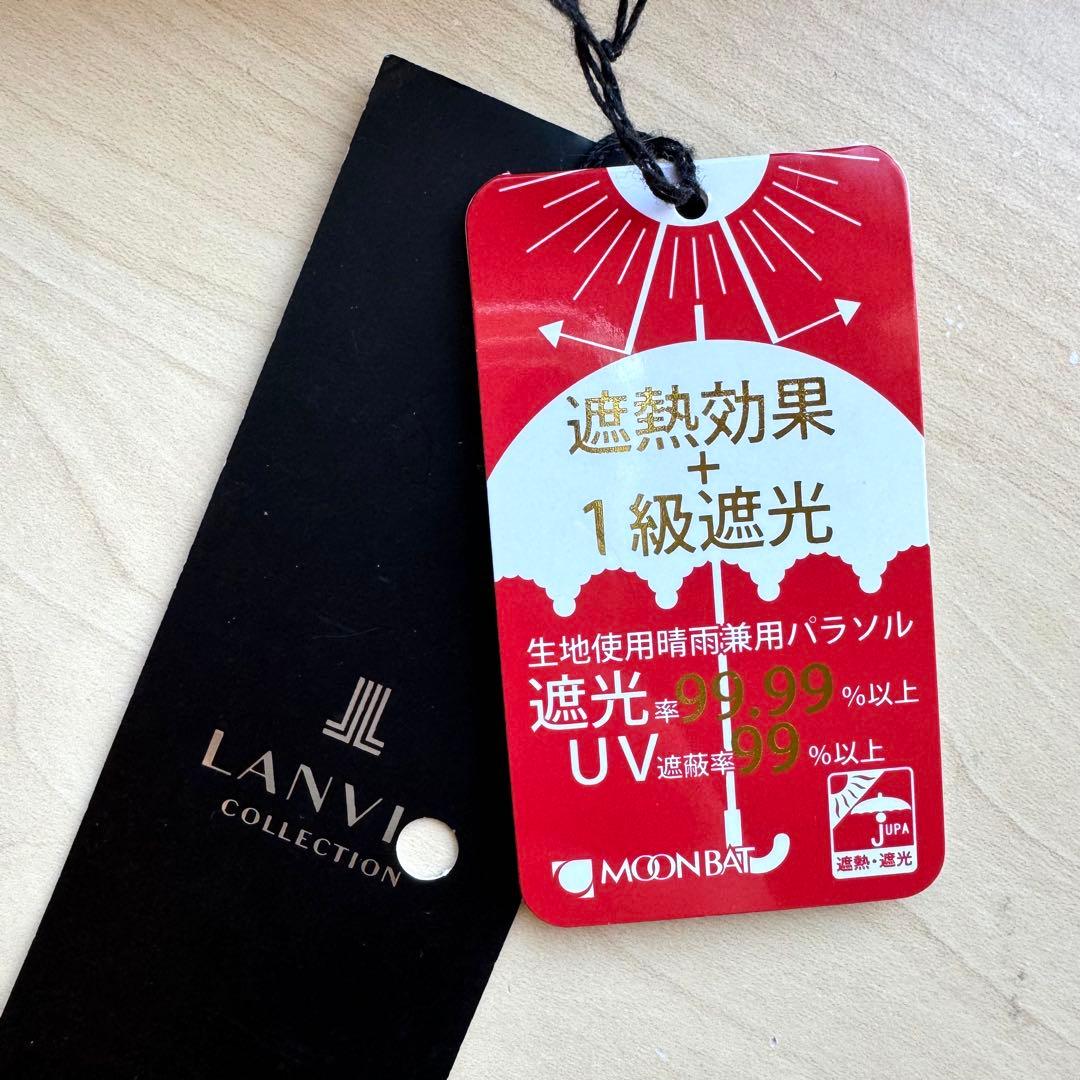 遮熱効果
+
1級遮光
生地使用晴雨兼用パラソル
遮光率99.99%以上
UV遮蔽率99%以上
JUPA
遮熱・遮光
MOONBAT
LANVI
COLLECTION